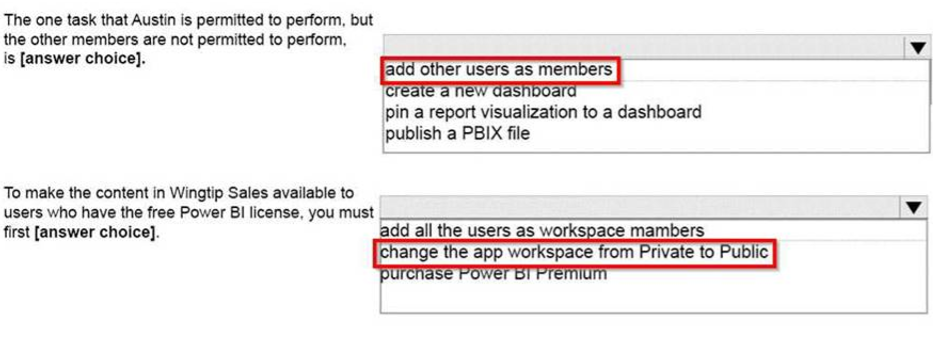 The one task that Austin is permitted to perform, but
the other members are not permitted to perform,
is [answer choice].
add other users as members
create a new dashboard
pin a report visualization to a dashboard
publish a PBIX file
To make the content in Wingtip Sales available to
users who have the free Power BI license, you must
first [answer choice].
add all the users as workspace mambers
change the app workspace from Private to Public
purchase Power BI Premium